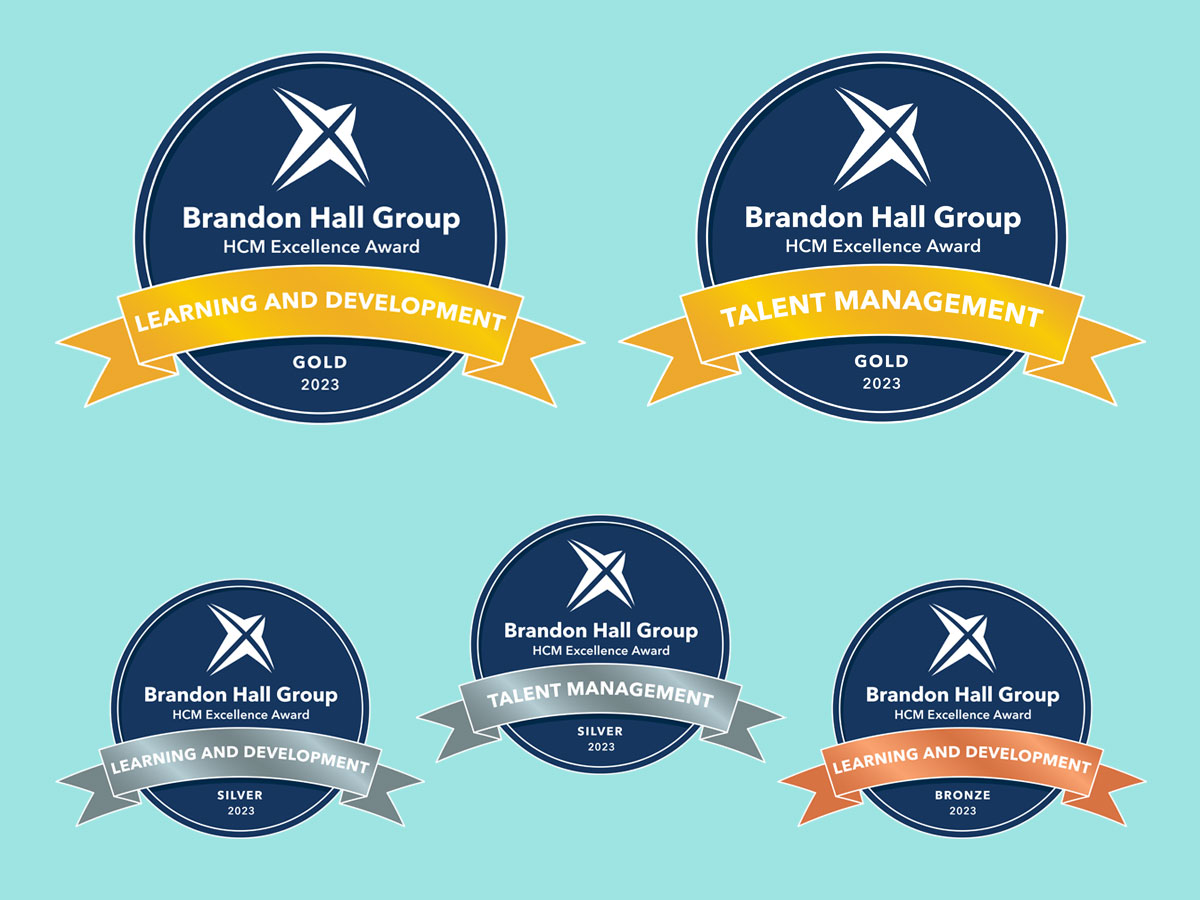 Brandon Hall Group
HCM Excellence Award
LEARNING AND DEVELOPMENT
GOLD
2023
Brandon Hall Group
HCM Excellence Award
TALENT MANAGEMENT
GOLD
2023
Brandon Hall Group
HCM Excellence Award
LEARNING AND DEVELOPMENT
SILVER
2023
Brandon Hall Group
HCM Excellence Award
TALENT MANAGEMENT
SILVER
2023
Brandon Hall Group
HCM Excellence Award
LEARNING AND DEVELOPMENT
BRONZE
2023